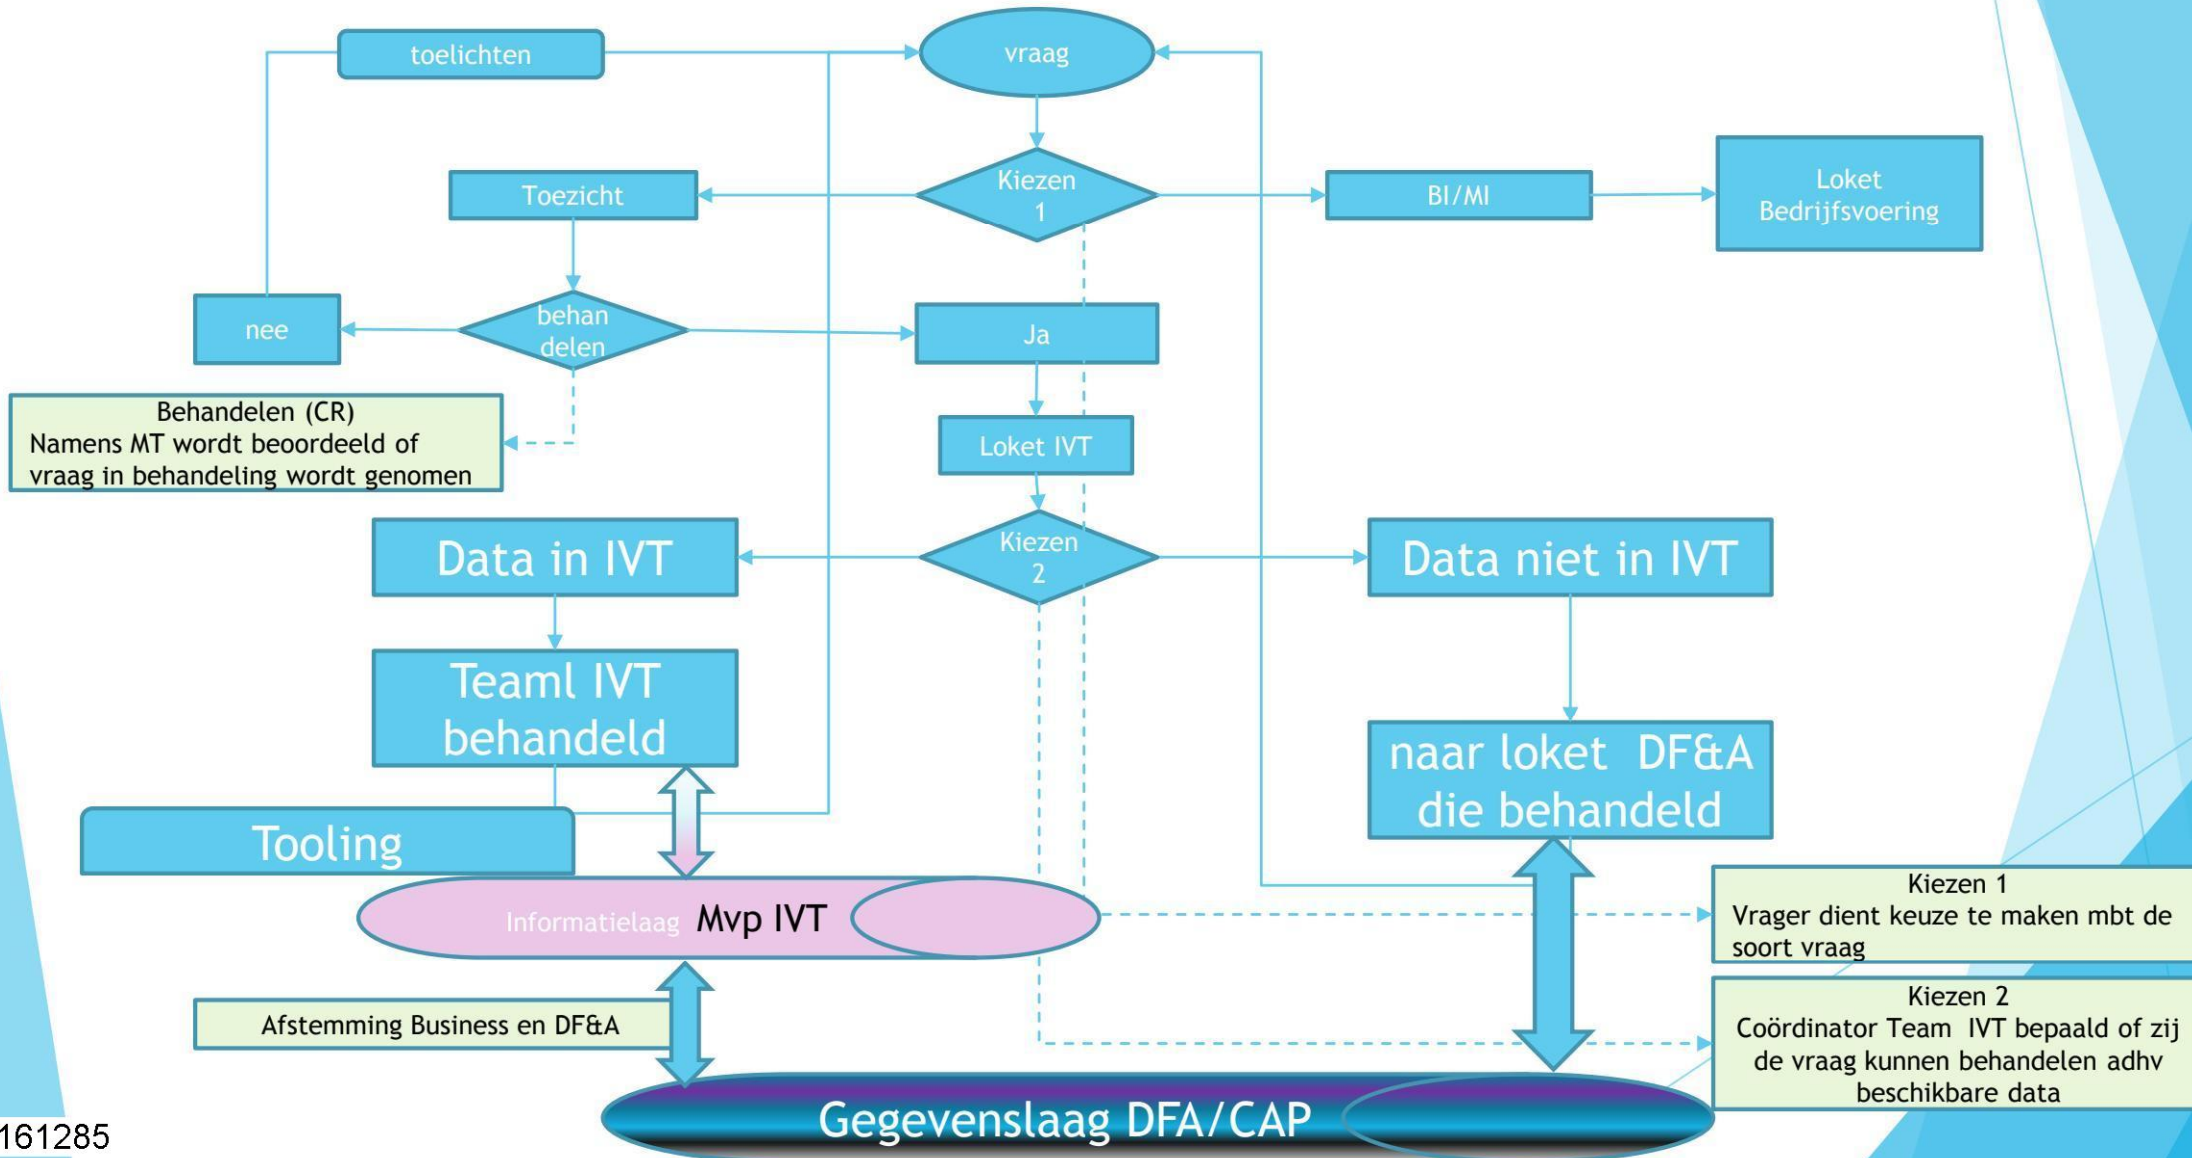 toelichten
vraag
Kiezen
1
Toezicht
BI/MI
Loket
Bedrijfsvoering
nee
behan
delen
Ja
Behandelen (CR)
Namens MT wordt beoordeeld of
vraag in behandeling wordt genomen
Loket IVT
Kiezen
2
Data in IVT
Data niet in IVT
Teaml IVT
behandeld
naar loket DF&A
die behandeld
Tooling
Informatielaag Mvp IVT
Kiezen 1
Vrager dient keuze te maken mbt de
soort vraag
Afstemming Business en DF&A
Kiezen 2
Coördinator Team IVT bepaald of zij
de vraag kunnen behandelen adhv
beschikbare data
Gegevenslaag DFA/CAP
161285